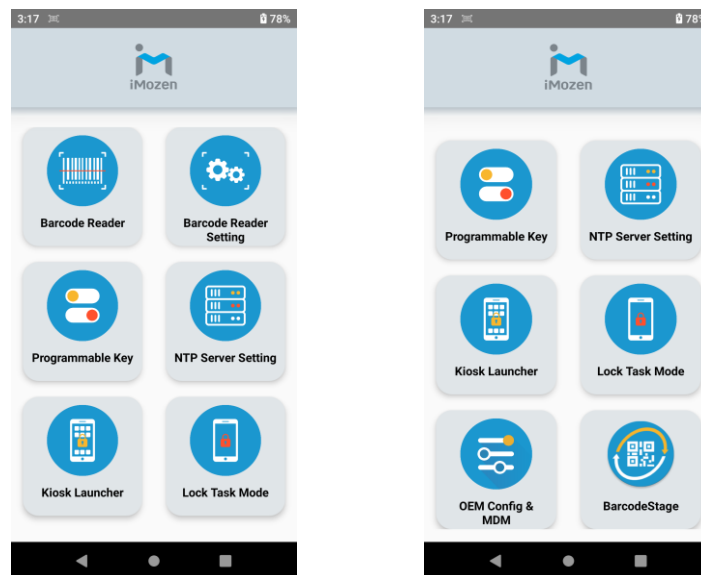 3:17
78%
iMozen
Barcode Reader
Barcode Reader
Setting
Programmable Key
NTP Server Setting
Kiosk Launcher
Lock Task Mode
3:17
78%
iMozen
Programmable Key
NTP Server Setting
Kiosk Launcher
Lock Task Mode
OEM Config &
MDM
BarcodeStage